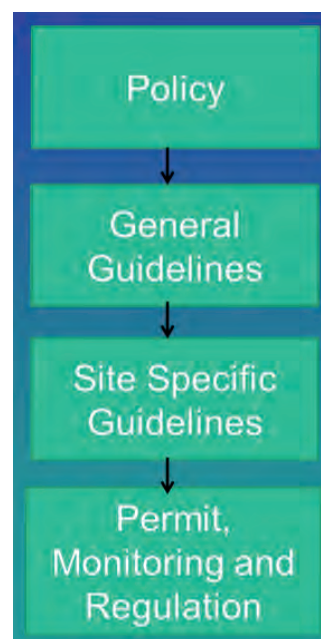 Policy
General
Guidelines
Site Specific
Guidelines
Permit,
Monitoring and
Regulation